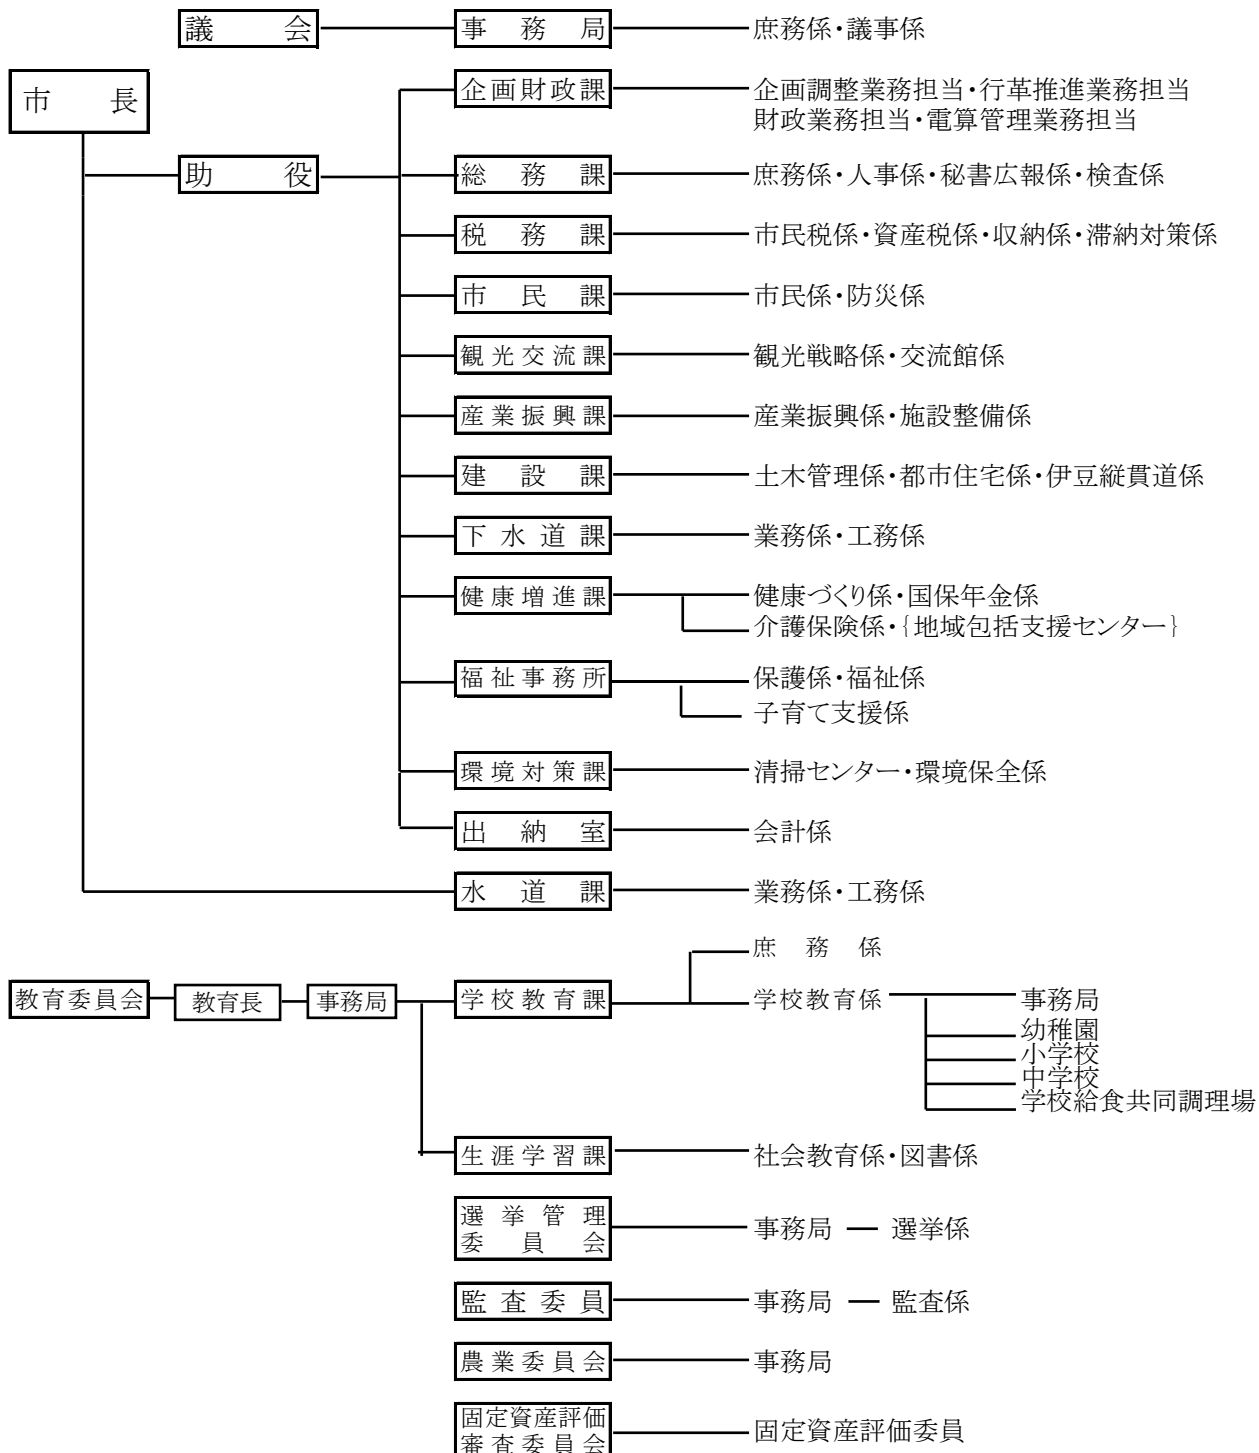 議会 事務局 庶務係・議事係
市長
企画財政課 企画調整業務担当・行革推進業務担当
財政業務担当・電算管理業務担当
助役 総務課 庶務係・人事係・秘書広報係・検査係
税務課 市民税係・資産税係・収納係・滞納対策係
市民課 市民係・防災係
観光交流課 観光戦略係・交流館係
産業振興課 産業振興係・施設整備係
建設課 土木管理係・都市住宅係・伊豆縦貫道係
下水道課 業務係・工務係
健康増進課 健康づくり係・国保年金係
介護保険係・{地域包括支援センター}
福祉事務所 保護係・福祉係
子育て支援係
環境対策課 清掃センター・環境保全係
出納室 会計係
水道課 業務係・工務係
庶務係
教育委員会 教育長 事務局 学校教育課 学校教育係 事務局
幼稚園
小学校
中学校
学校給食共同調理場
生涯学習課 社会教育係・図書係
選挙管理
委員会 事務局 ― 選挙係
監査委員 事務局 ― 監査係
農業委員会 事務局
固定資産評価
審査委員会 固定資産評価委員